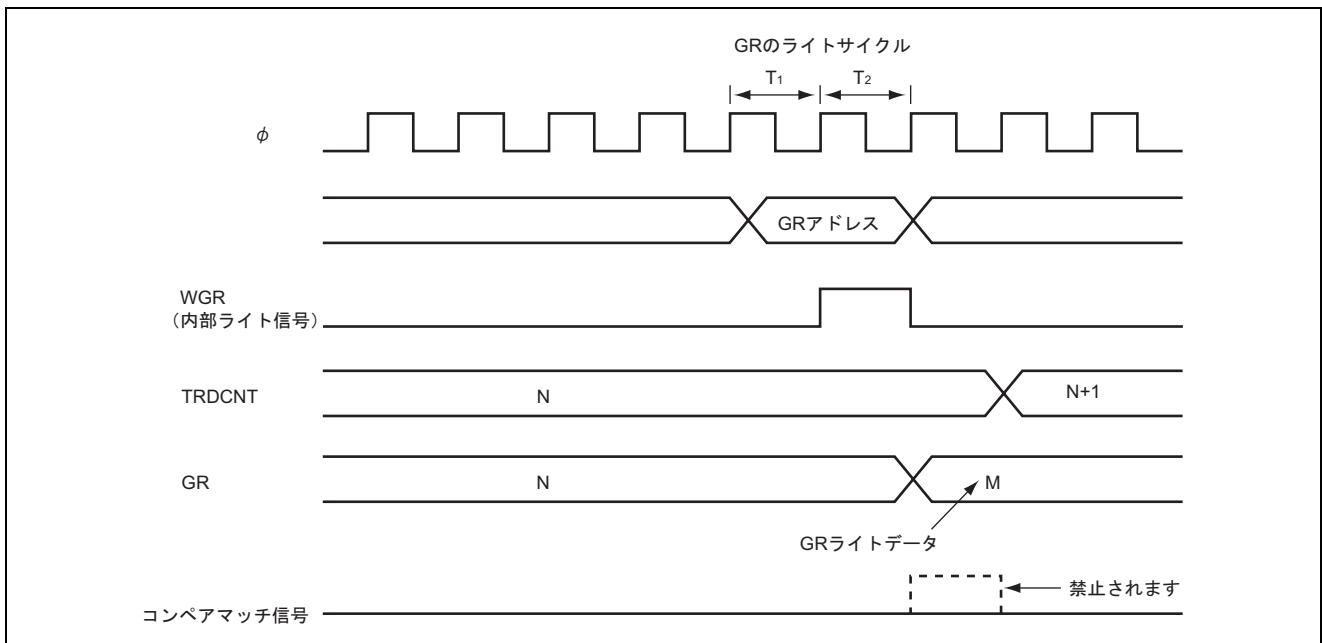 GRのライトサイクル
T1
T2
φ
GRアドレス
WGR
（内部ライト信号）
TRDCNT
N
N+1
GR
N
M
GRライトデータ
禁止されます
コンペアマッチ信号